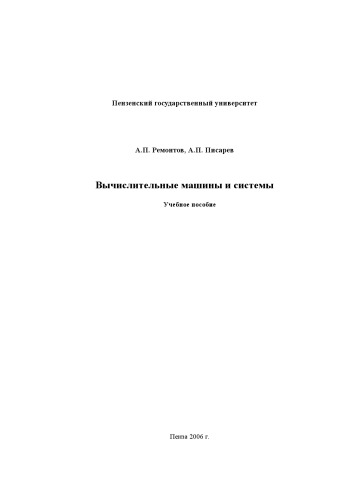 Пензенский государственный университет
А.П. Ремонтов, А.П. Писарев
Вычислительные машины и системы
Учебное пособие
Пенза 2006 г.